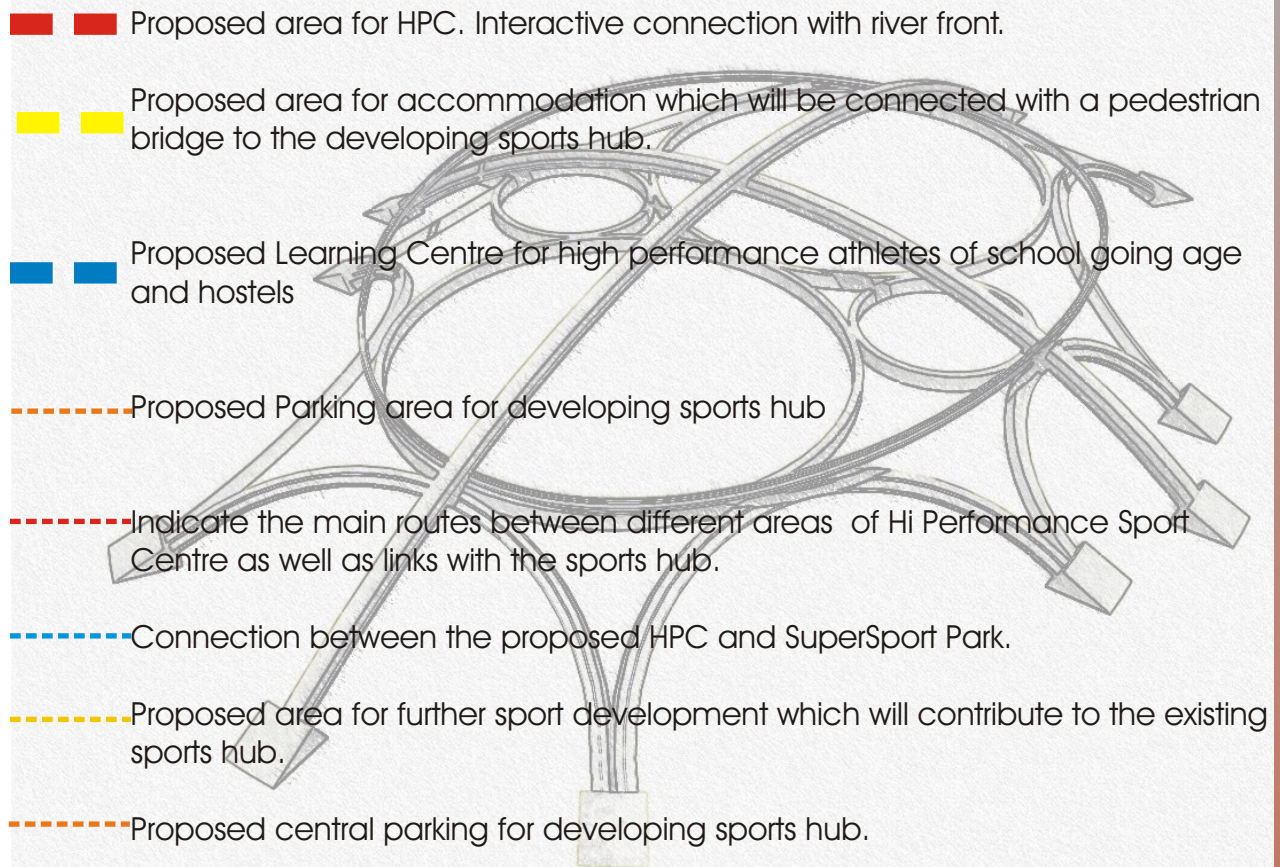 Proposed area for HPC. Interactive connection with river front.
Proposed area for accommodation which will be connected with a pedestrian
bridge to the developing sports hub.
Proposed Learning Centre for high performance athletes of school going age
and hostels
Proposed Parking area for developing sports hub
Indicate the main routes between different areas  of Hi Performance Sport
Centre as well as links with the sports hub.
Connection between the proposed HPC and SuperSport Park.
Proposed area for further sport development which will contribute to the existing
sports hub.
Proposed central parking for developing sports hub.